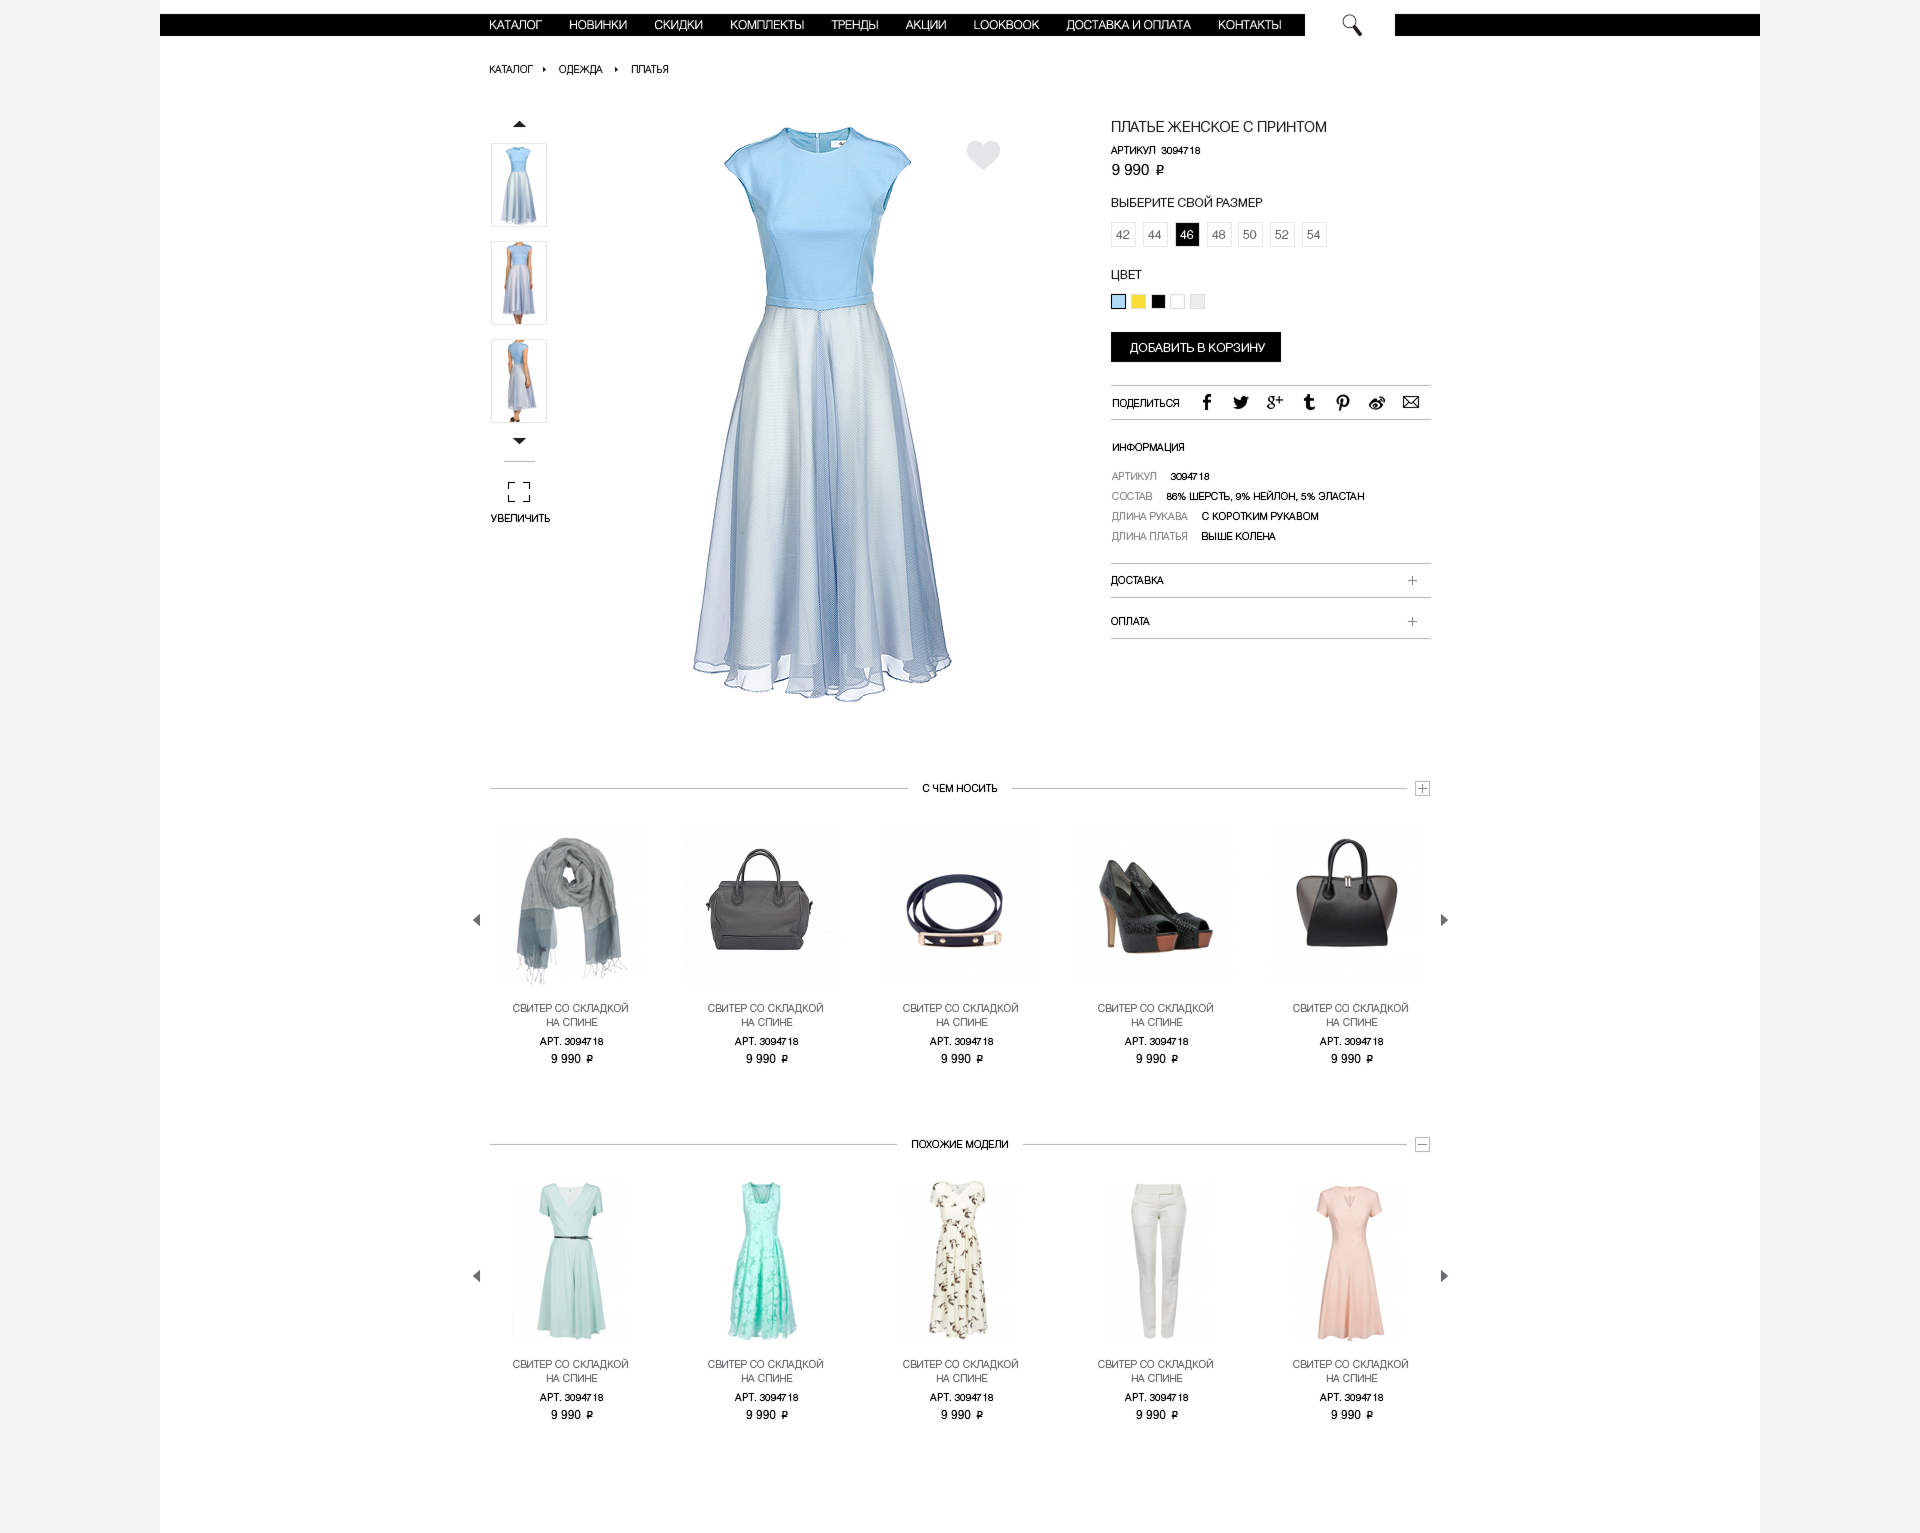 КАТАЛОГ НОВИНКИ СКИДКИ КОМПЛЕКТЫ ТРЕНДЫ АКЦИИ LOOKBOOK ДОСТАВКА И ОПЛАТА КОНТАКТЫ
КАТАЛОГ ОДЕЖДА ПЛАТЬЯ
УВЕЛИЧИТЬ
ПЛАТЬЕ ЖЕНСКОЕ С ПРИНТОМ
АРТИКУЛ 3094718
9 990 ₽
ВЫБЕРИТЕ СВОЙ РАЗМЕР
42 44 46 48 50 52 54
ЦВЕТ
ДОБАВИТЬ В КОРЗИНУ
ПОДЕЛИТЬСЯ
ИНФОРМАЦИЯ
АРТИКУЛ 3094718
СОСТАВ 86% ШЕРСТЬ, 9% НЕЙЛОН, 5% ЭЛАСТАН
ДЛИНА РУКАВА С КОРОТКИМ РУКАВОМ
ДЛИНА ПЛАТЬЯ ВЫШЕ КОЛЕНА
ДОСТАВКА
ОПЛАТА
С ЧЕМ НОСИТЬ
СВИТЕР СО СКЛАДКОЙ СВИТЕР СО СКЛАДКОЙ СВИТЕР СО СКЛАДКОЙ СВИТЕР СО СКЛАДКОЙ СВИТЕР СО СКЛАДКОЙ
НА СПИНЕ НА СПИНЕ НА СПИНЕ НА СПИНЕ НА СПИНЕ
АРТ. 3094718 АРТ. 3094718 АРТ. 3094718 АРТ. 3094718 АРТ. 3094718
9 990 ₽ 9 990 ₽ 9 990 ₽ 9 990 ₽ 9 990 ₽
ПОХОЖИЕ МОДЕЛИ
СВИТЕР СО СКЛАДКОЙ СВИТЕР СО СКЛАДКОЙ СВИТЕР СО СКЛАДКОЙ СВИТЕР СО СКЛАДКОЙ СВИТЕР СО СКЛАДКОЙ
НА СПИНЕ НА СПИНЕ НА СПИНЕ НА СПИНЕ НА СПИНЕ
АРТ. 3094718 АРТ. 3094718 АРТ. 3094718 АРТ. 3094718 АРТ. 3094718
9 990 ₽ 9 990 ₽ 9 990 ₽ 9 990 ₽ 9 990 ₽